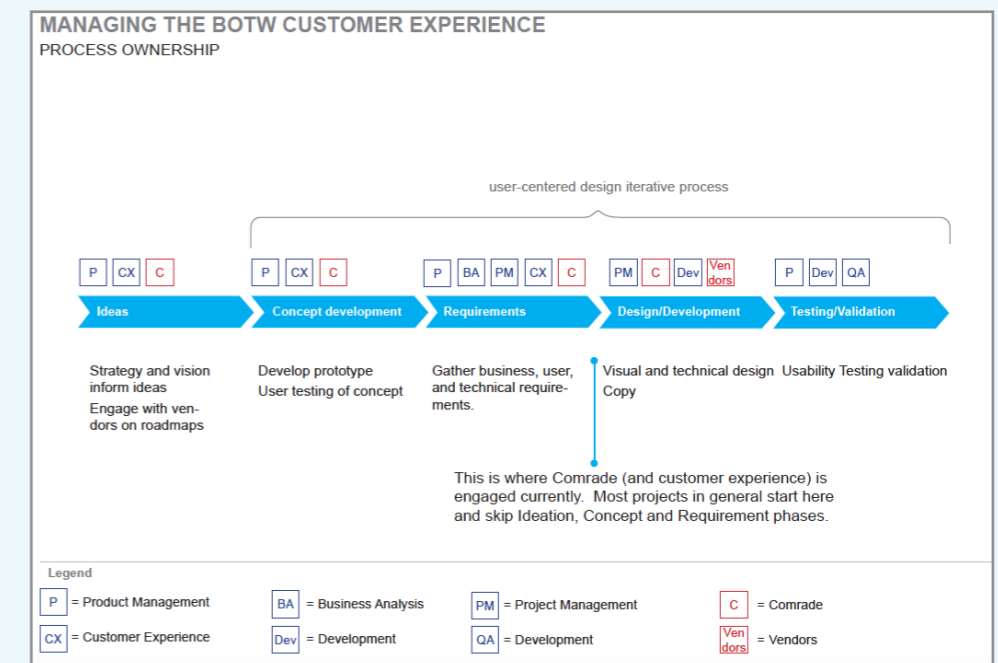 MANAGING THE BOTW CUSTOMER EXPERIENCE
PROCESS OWNERSHIP
user-centered design iterative process
P CX C
P CX C
P BA PM CX C
PM C Dev Ven
dors
P Dev QA
Ideas
Concept development
Requirements
Design/Development
Testing/Validation
Strategy and vision
inform ideas
Engage with ven-
dors on roadmaps
Develop prototype
User testing of concept
Gather business, user,
and technical require-
ments.
Visual and technical design
Copy
Usability Testing validation
This is where Comrade (and customer experience) is
engaged currently. Most projects in general start here
and skip Ideation, Concept and Requirement phases.
Legend
P = Product Management
BA = Business Analysis
PM = Project Management
C = Comrade
CX = Customer Experience
Dev = Development
QA = Development
Ven
dors = Vendors